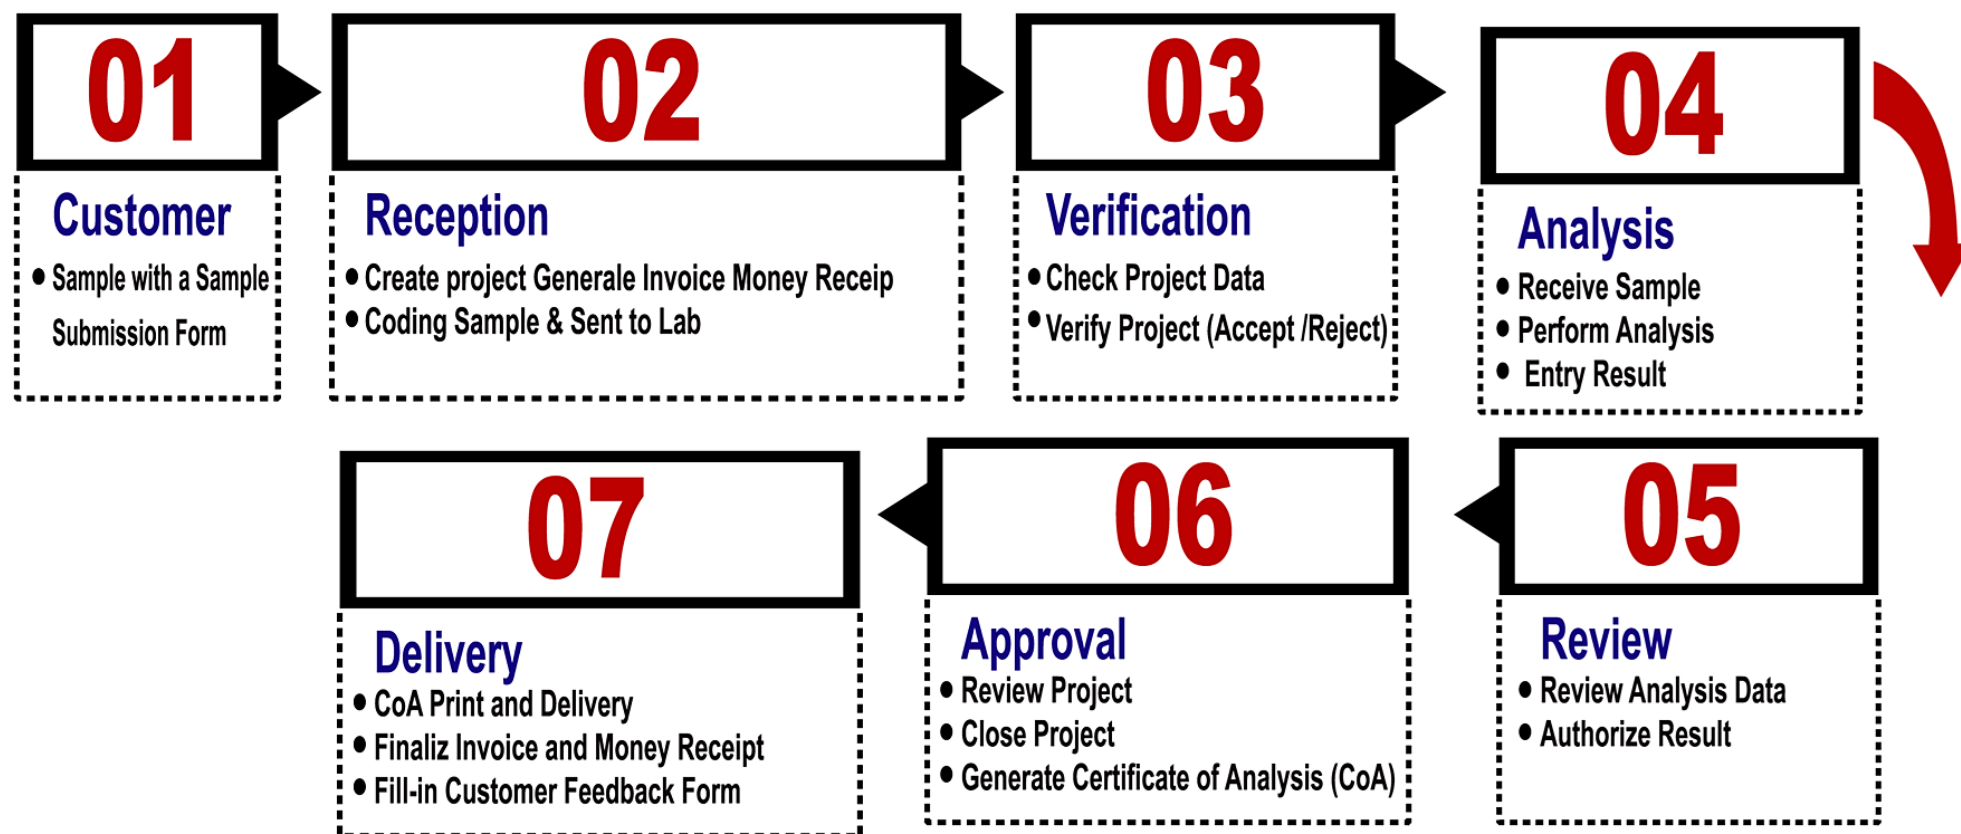 01
Customer
• Sample with a Sample
Submission Form
02
Reception
• Create project Generale Invoice Money Receip
• Coding Sample & Sent to Lab
03
Verification
• Check Project Data
• Verify Project (Accept /Reject)
04
Analysis
• Receive Sample
• Perform Analysis
• Entry Result
05
Review
• Review Analysis Data
• Authorize Result
06
Approval
• Review Project
• Close Project
• Generate Certificate of Analysis (CoA)
07
Delivery
• CoA Print and Delivery
• Finaliz Invoice and Money Receipt
• Fill-in Customer Feedback Form